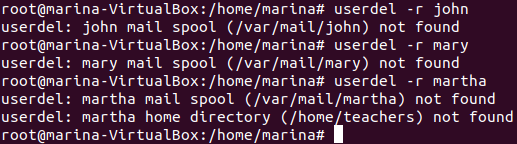 root@marina-VirtualBox:/home/marina# userdel -r john
userdel: john mail spool (/var/mail/john) not found
root@marina-VirtualBox:/home/marina# userdel -r mary
userdel: mary mail spool (/var/mail/mary) not found
root@marina-VirtualBox:/home/marina# userdel -r martha
userdel: martha mail spool (/var/mail/martha) not found
userdel: martha home directory (/home/teachers) not found
root@marina-VirtualBox:/home/marina#